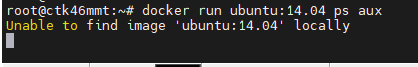 root@ctk46mmt:~# docker run ubuntu:14.04 ps aux
Unable to find image 'ubuntu:14.04' locally